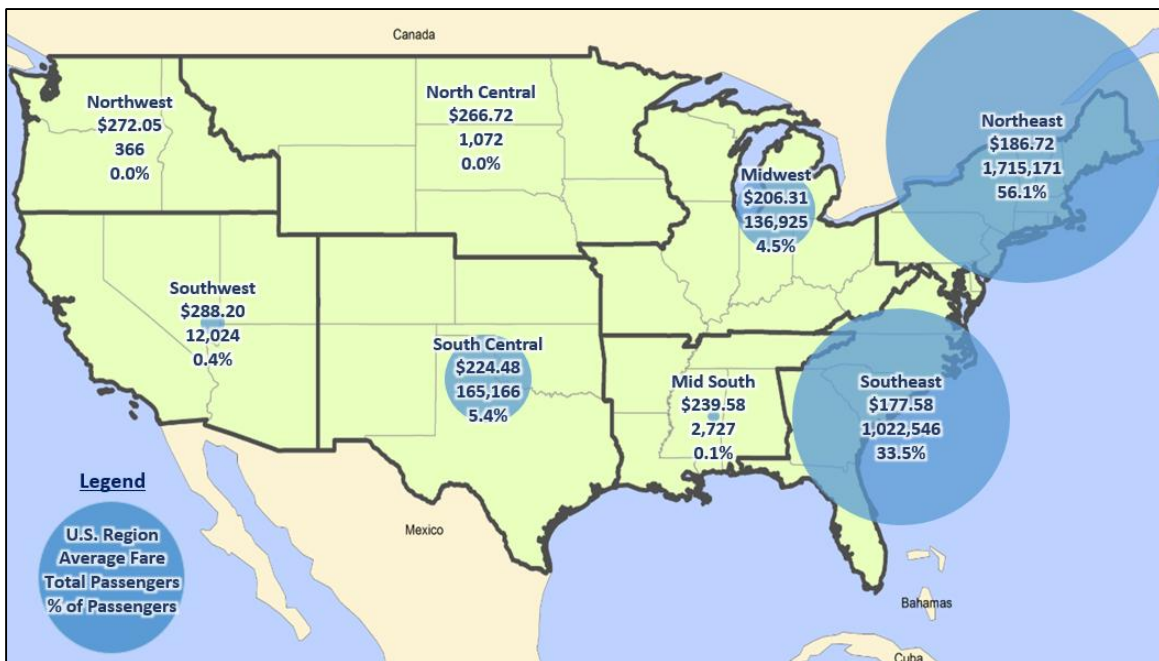 Canada
Northwest
$272.05
366
0.0%
North Central
$266.72
1,072
0.0%
Northeast
$186.72
1,715,171
56.1%
Midwest
$206.31
136,925
4.5%
Southwest
$288.20
12,024
0.4%
South Central
$224.48
165,166
5.4%
Mid South
$239.58
2,727
0.1%
Southeast
$177.58
1,022,546
33.5%
Legend
U.S. Region
Average Fare
Total Passengers
% of Passengers
Mexico
Bahamas
Cuba